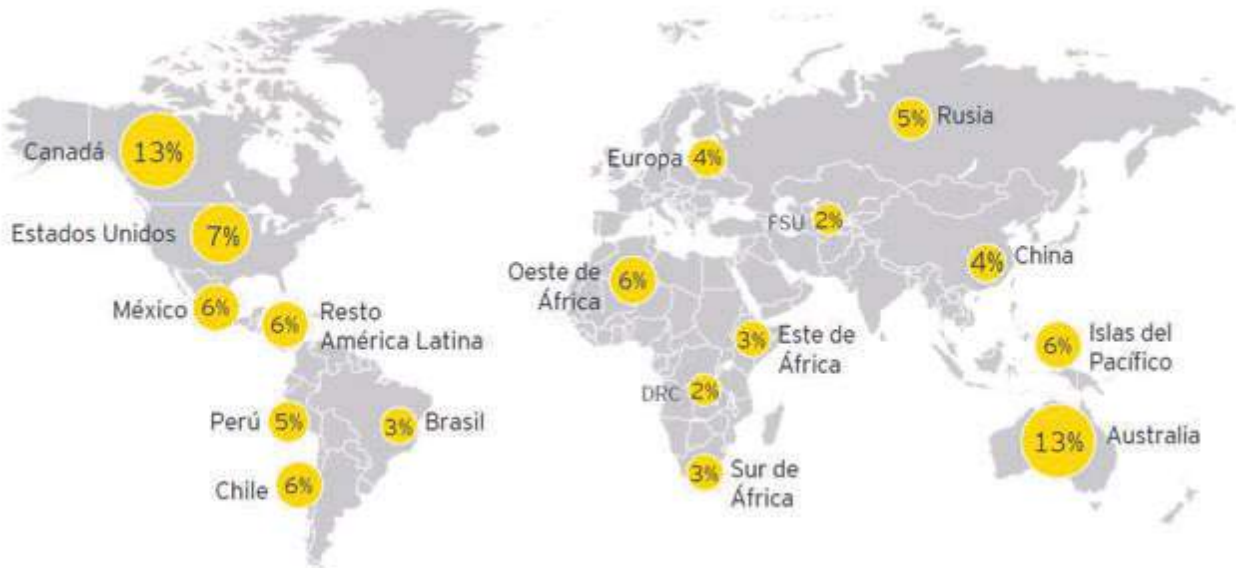 Canadá 13%
Estados Unidos 7%
México 6%
6% Resto
América Latina
Perú 5%
3% Brasil
Chile 6%
5% Rusia
Europa 4%
FSU 2%
4% China
Oeste de
África 6%
3% Este de
África
DRC 2%
3% Sur de
África
6% Islas del
Pacífico
13% Australia